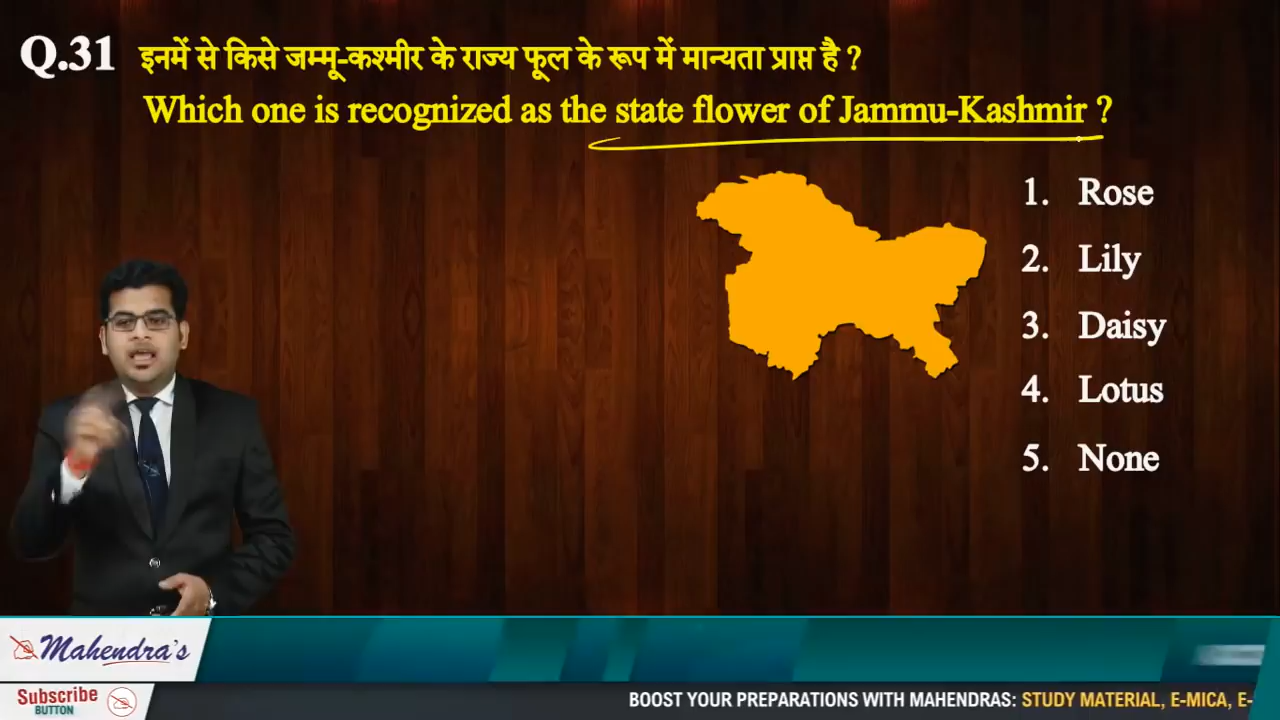 Q.31 इनमें से किसे जम्मू-कश्मीर के राज्य फूल के रूप में मान्यता प्राप्त है ?
Which one is recognized as the state flower of Jammu-Kashmir ?
1. Rose
2. Lily
3. Daisy
4. Lotus
5. None
Mahendra's
Subscribe
BUTTON
BOOST YOUR PREPARATIONS WITH MAHENDRAS: STUDY MATERIAL, E-MICA, E-